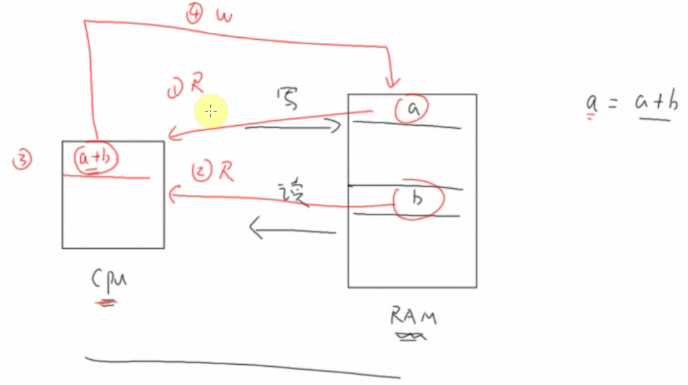 ④ W
① R
写
a
a = a+b
③
a+b
② R
读
b
CPU
RAM